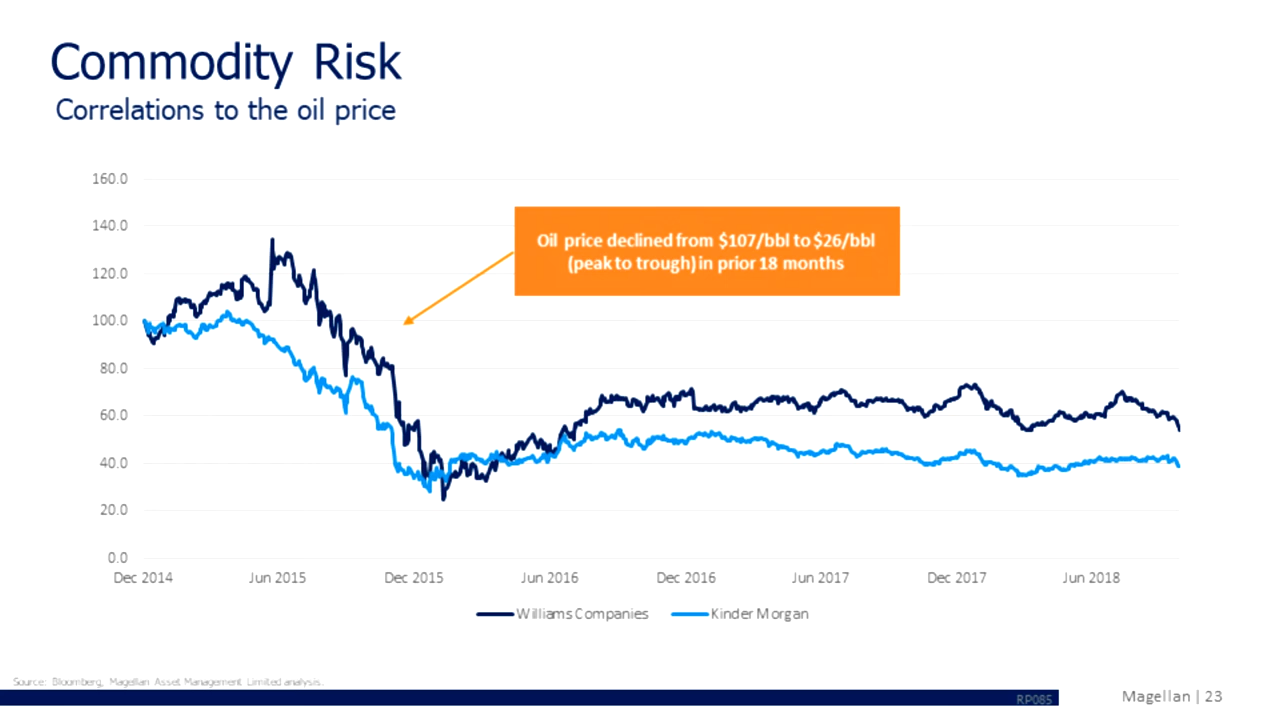 Commodity Risk
Correlations to the oil price
160.0
140.0
120.0
100.0
80.0
60.0
40.0
20.0
0.0
Oil price declined from $107/bbl to $26/bbl
(peak to trough) in prior 18 months
Dec 2014 Jun 2015 Dec 2015 Jun 2016 Dec 2016 Jun 2017 Dec 2017 Jun 2018
Williams Companies Kinder Morgan
Source: Bloomberg, Magellan Asset Management Limited analysis.
RP085
Magellan | 23